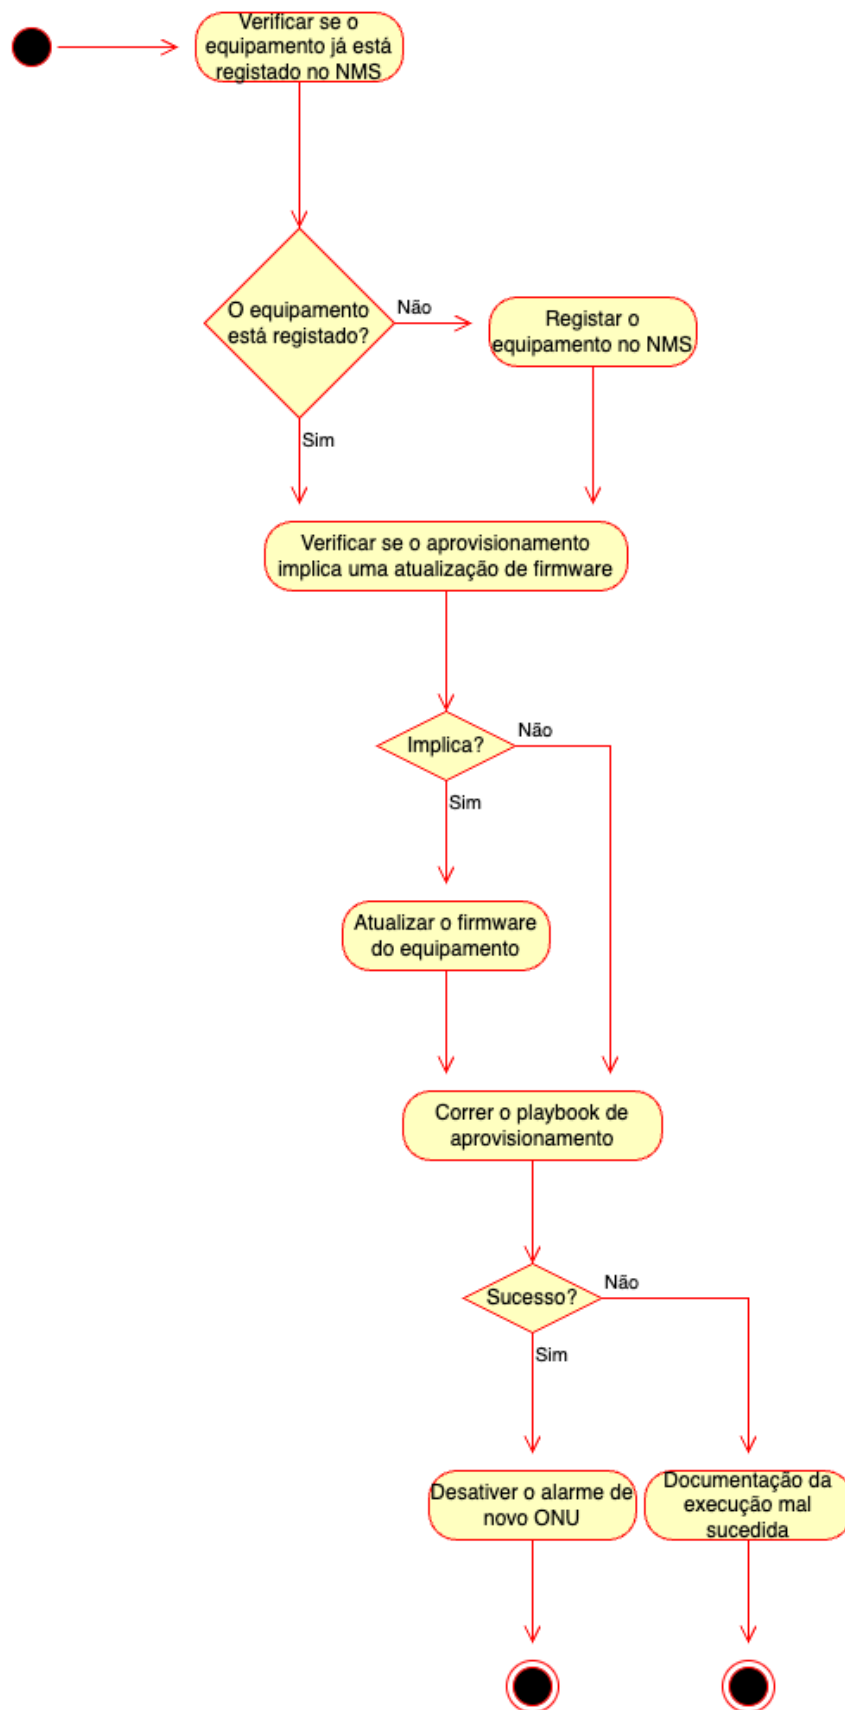 Verificar se o
equipamento já está
registado no NMS
O equipamento
está registado?
Não
Registar o
equipamento no NMS
Sim
Verificar se o aprovisionamento
implica uma atualização de firmware
Implica?
Não
Sim
Atualizar o firmware
do equipamento
Correr o playbook de
aprovisionamento
Sucesso?
Não
Sim
Desativer o alarme de
novo ONU
Documentação da
execução mal
sucedida